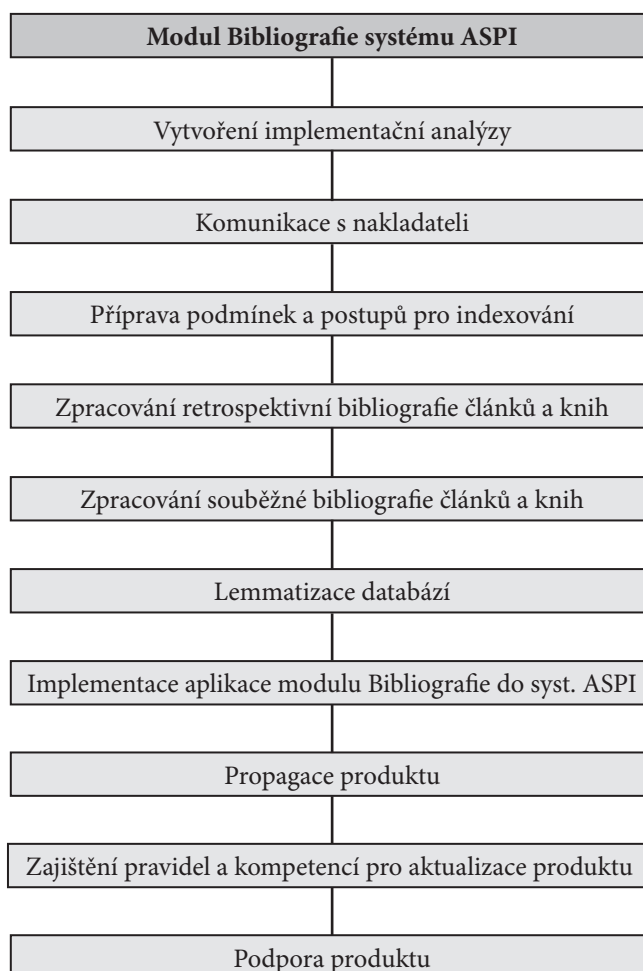 Modul Bibliografie systému ASPI
Vytvoření implementační analýzy
Komunikace s nakladateli
Příprava podmínek a postupů pro indexování
Zpracování retrospektivní bibliografie článků a knih
Zpracování souběžné bibliografie článků a knih
Lemmatizace databází
Implementace aplikace modulu Bibliografie do syst. ASPI
Propagace produktu
Zajištění pravidel a kompetencí pro aktualizace produktu
Podpora produktu